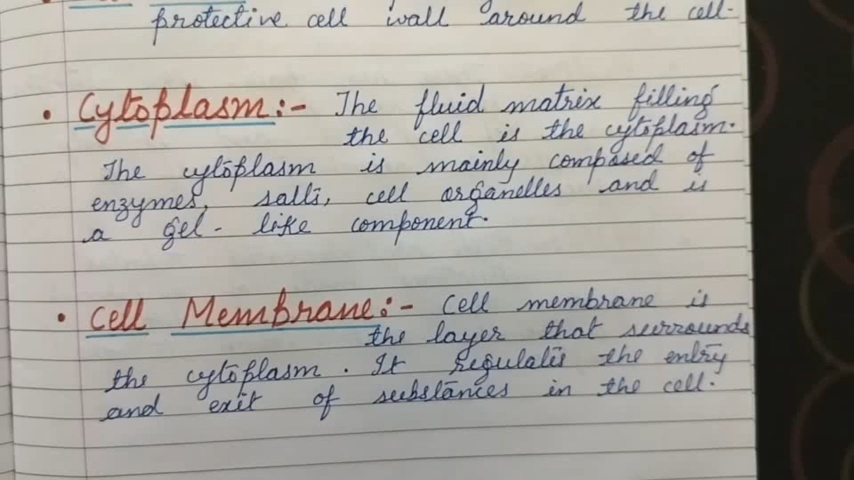 protective cell wall around the cell.
• Cytoplasm:- The fluid matrix filling
the cell is the cytoplasm.
The cytoplasm is mainly composed of
enzymes, salts, cell organelles and is
a gel-like component.
• Cell Membrane:- Cell membrane is
the layer that surrounds
the cytoplasm. It regulates the entry
and exit of substances in the cell.